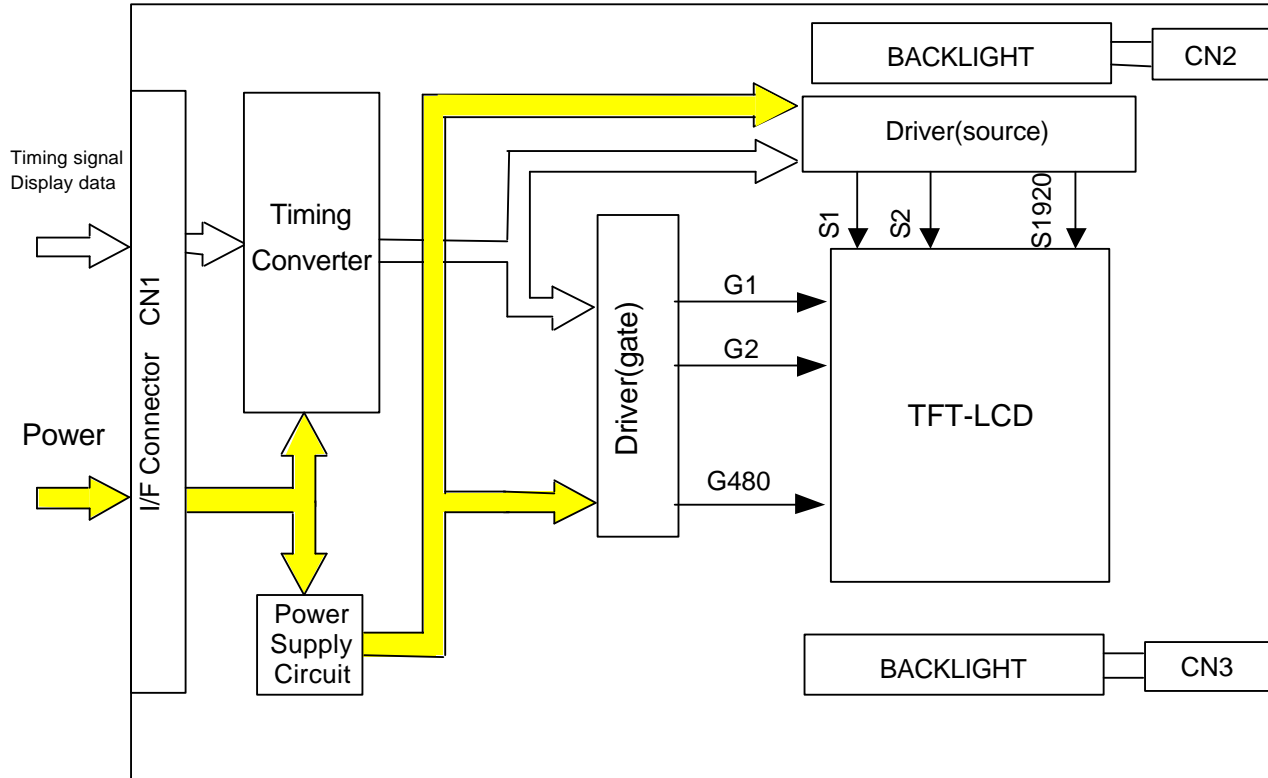 BACKLIGHT
CN2
Driver(source)
Timing signal
Display data
Timing
Converter
S1
S2
S1920
I/F Connector CN1
G1
Driver(gate)
G2
TFT-LCD
Power
G480
Power
Supply
Circuit
BACKLIGHT
CN3